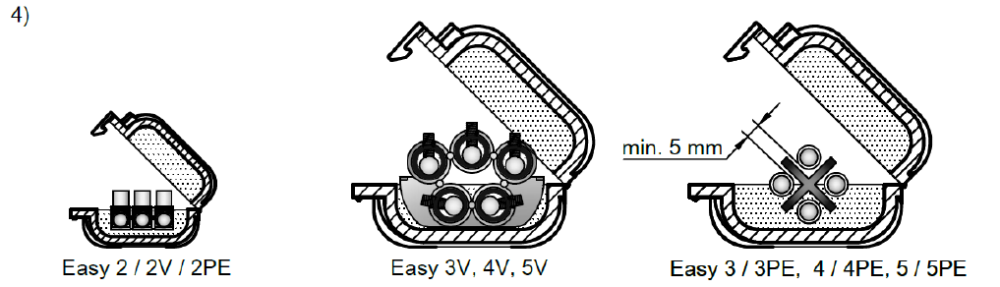 4)
min. 5 mm
Easy 2 / 2V / 2PE
Easy 3V, 4V, 5V
Easy 3 / 3PE, 4 / 4PE, 5 / 5PE